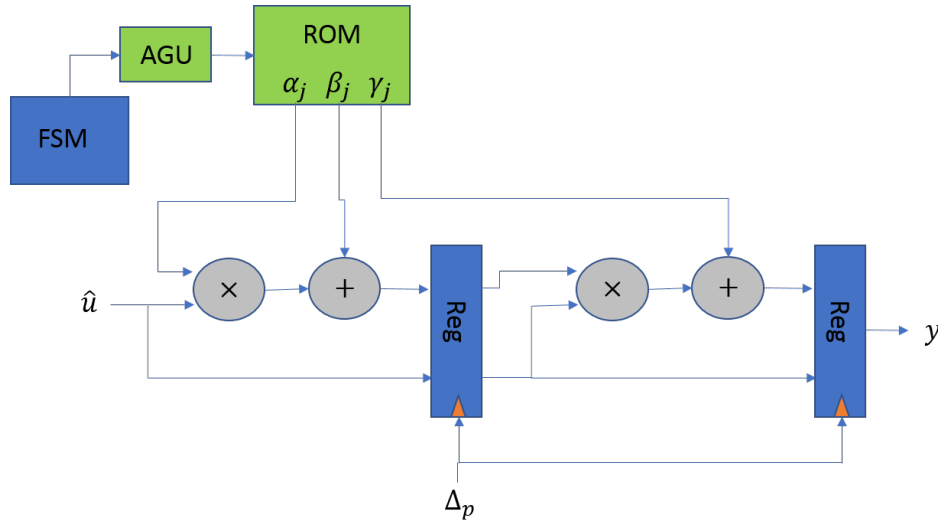 ROM
AGU
α_j β_j γ_j
FSM
û
×
+
Reg
×
+
Reg
y
Δ_p